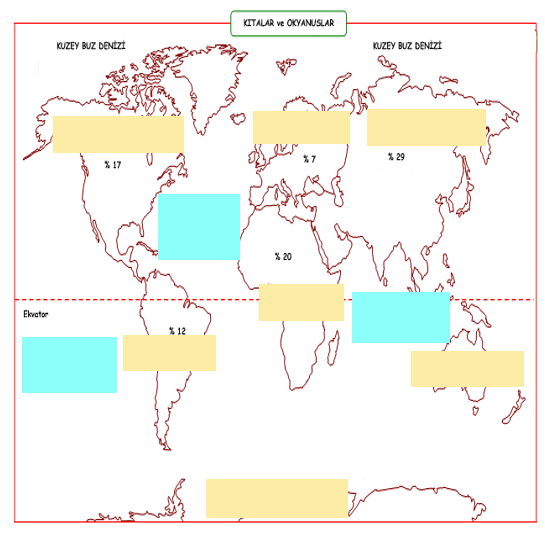 KITALAR ve OKYANUSLAR
KUZEY BUZ DENİZİ
KUZEY BUZ DENİZİ
% 17
% 7
% 29
% 20
Ekvator
% 12